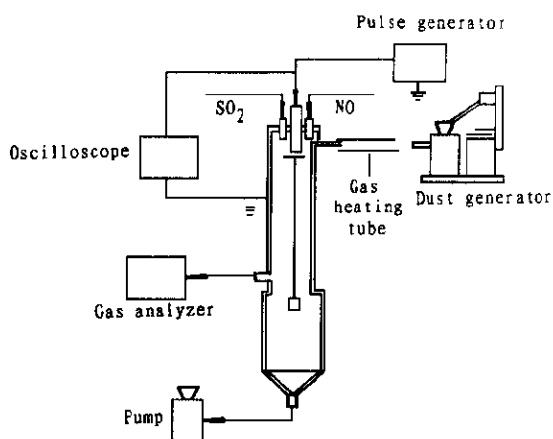 Pulse generator
SO2
NO
Oscilloscope
Gas
heating
tube
Dust generator
Gas analyzer
Pump